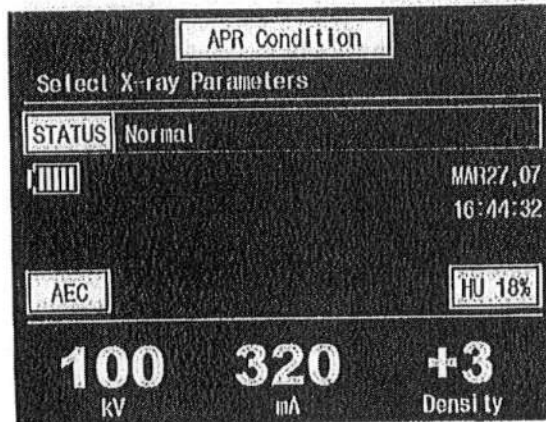 APR Condition
Select X-ray Parameters
STATUS Normal
MAR27,07
16:44:32
AEC HU 18%
100 320 +3
kV mA Density